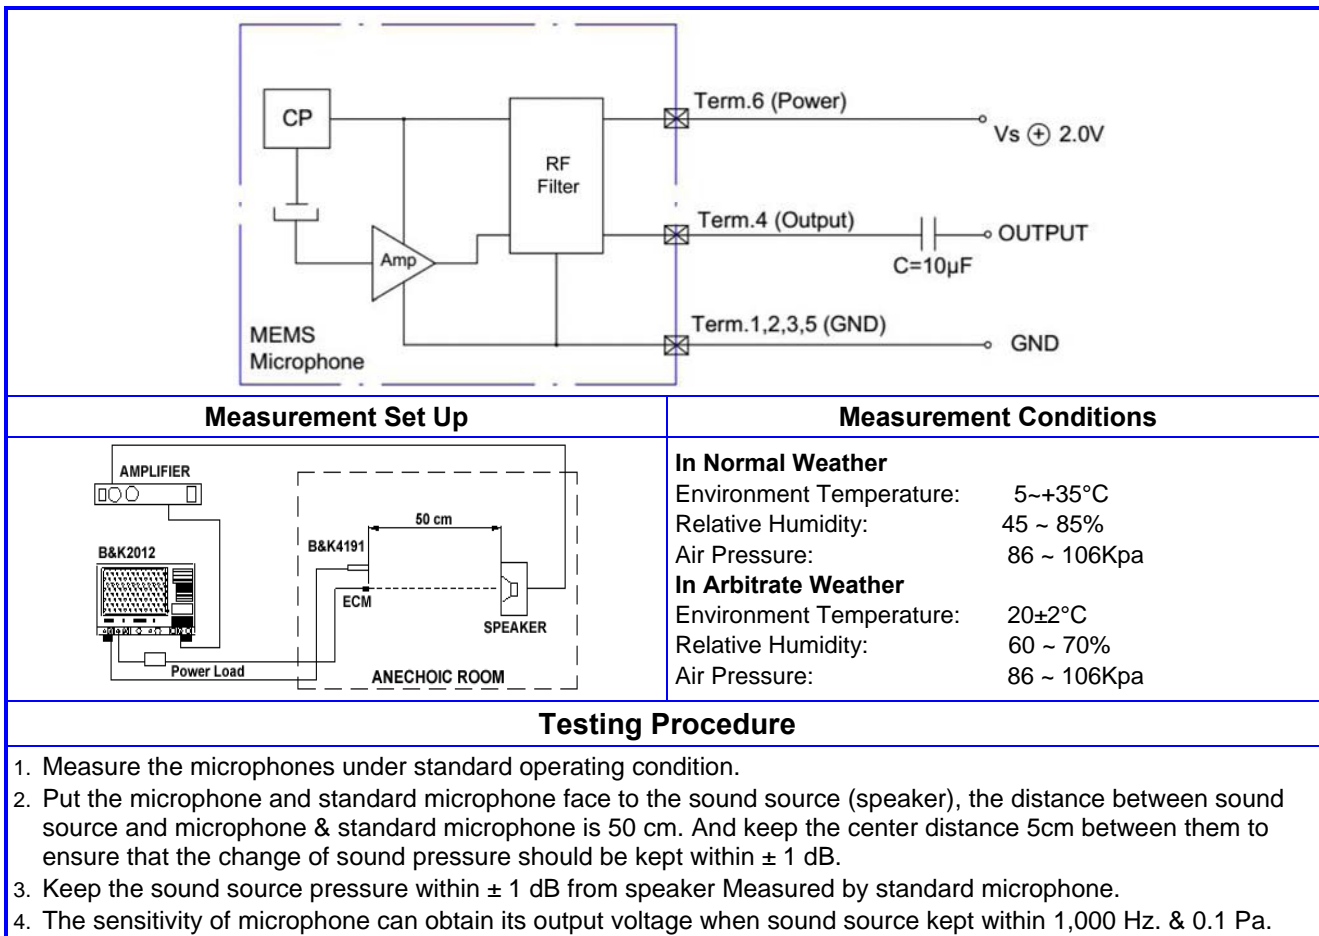 CP
RF
Filter
Amp
MEMS
Microphone
Term.6 (Power)
Vs + 2.0V
Term.4 (Output)
C=10µF
OUTPUT
Term.1,2,3,5 (GND)
GND
Measurement Set Up
AMPLIFIER
B&K2012
Power Load
50 cm
B&K4191
ECM
SPEAKER
ANECHOIC ROOM
Measurement Conditions
In Normal Weather
Environment Temperature: 5~+35°C
Relative Humidity: 45 ~ 85%
Air Pressure: 86 ~ 106Kpa
In Arbitrate Weather
Environment Temperature: 20±2°C
Relative Humidity: 60 ~ 70%
Air Pressure: 86 ~ 106Kpa
Testing Procedure
1. Measure the microphones under standard operating condition.
2. Put the microphone and standard microphone face to the sound source (speaker), the distance between sound
source and microphone & standard microphone is 50 cm. And keep the center distance 5cm between them to
ensure that the change of sound pressure should be kept within ± 1 dB.
3. Keep the sound source pressure within ± 1 dB from speaker Measured by standard microphone.
4. The sensitivity of microphone can obtain its output voltage when sound source kept within 1,000 Hz. & 0.1 Pa.